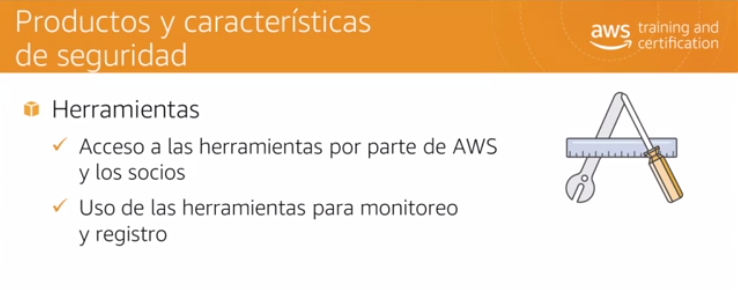 Productos y características
de seguridad
aws training and
certification
Herramientas
Acceso a las herramientas por parte de AWS
y los socios
Uso de las herramientas para monitoreo
y registro